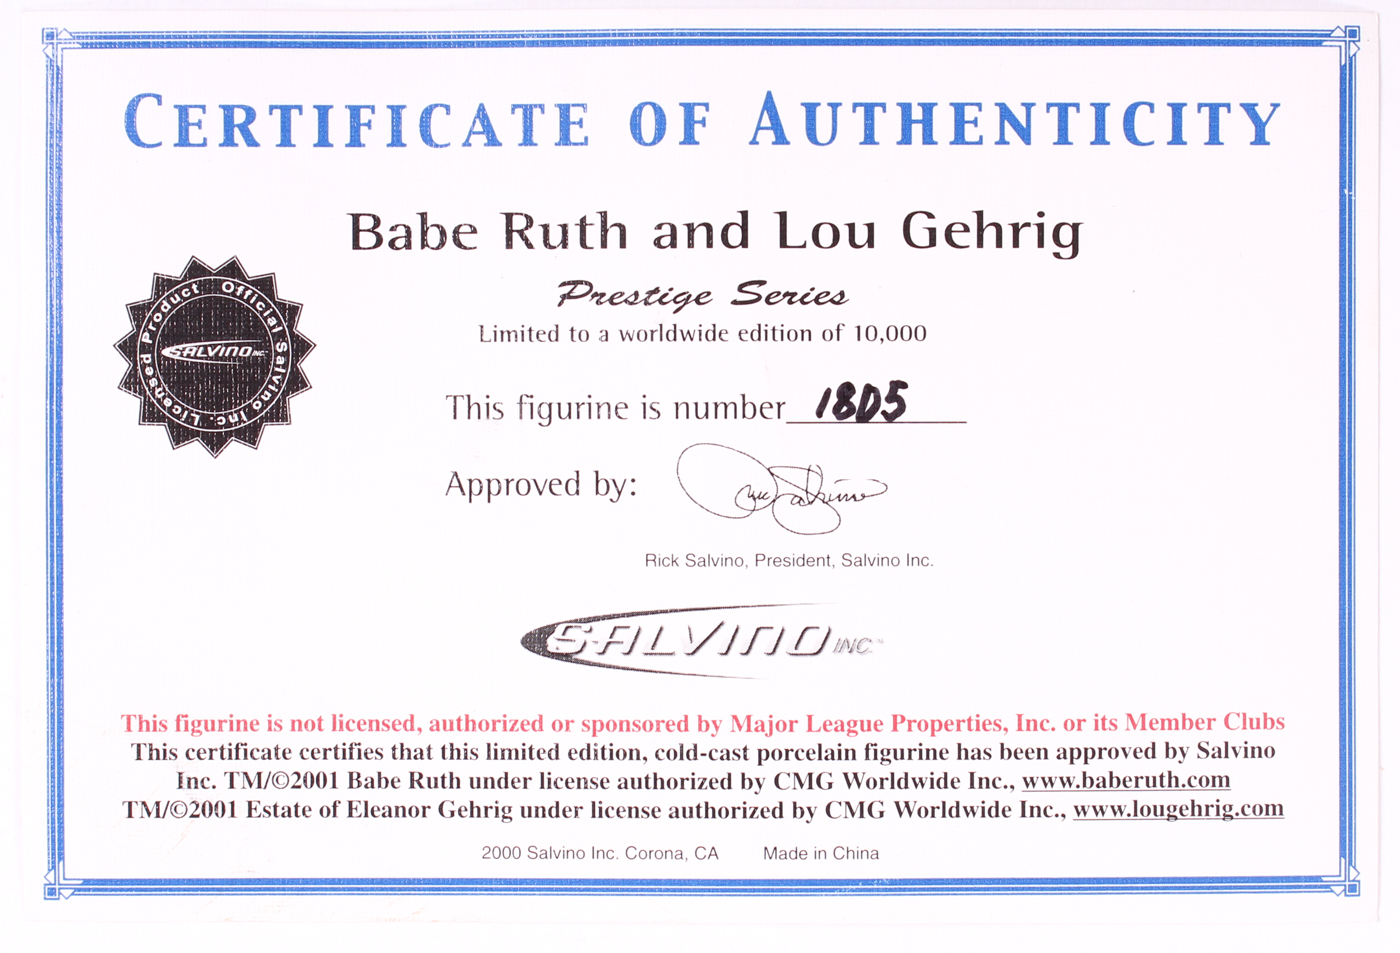 CERTIFICATE OF AUTHENTICITY
Babe Ruth and Lou Gehrig
Prestige Series
Limited to a worldwide edition of 10,000
Official Salvino Inc. Licensed Product
SALVINO INC.
This figurine is number 1805
Approved by: Rick Salvino
Rick Salvino, President, Salvino Inc.
SALVINO INC.™
This figurine is not licensed, authorized or sponsored by Major League Properties, Inc. or its Member Clubs
This certificate certifies that this limited edition, cold-cast porcelain figurine has been approved by Salvino
Inc. TM/©2001 Babe Ruth under license authorized by CMG Worldwide Inc., www.baberuth.com
TM/©2001 Estate of Eleanor Gehrig under license authorized by CMG Worldwide Inc., www.lougehrig.com
2000 Salvino Inc. Corona, CA Made in China